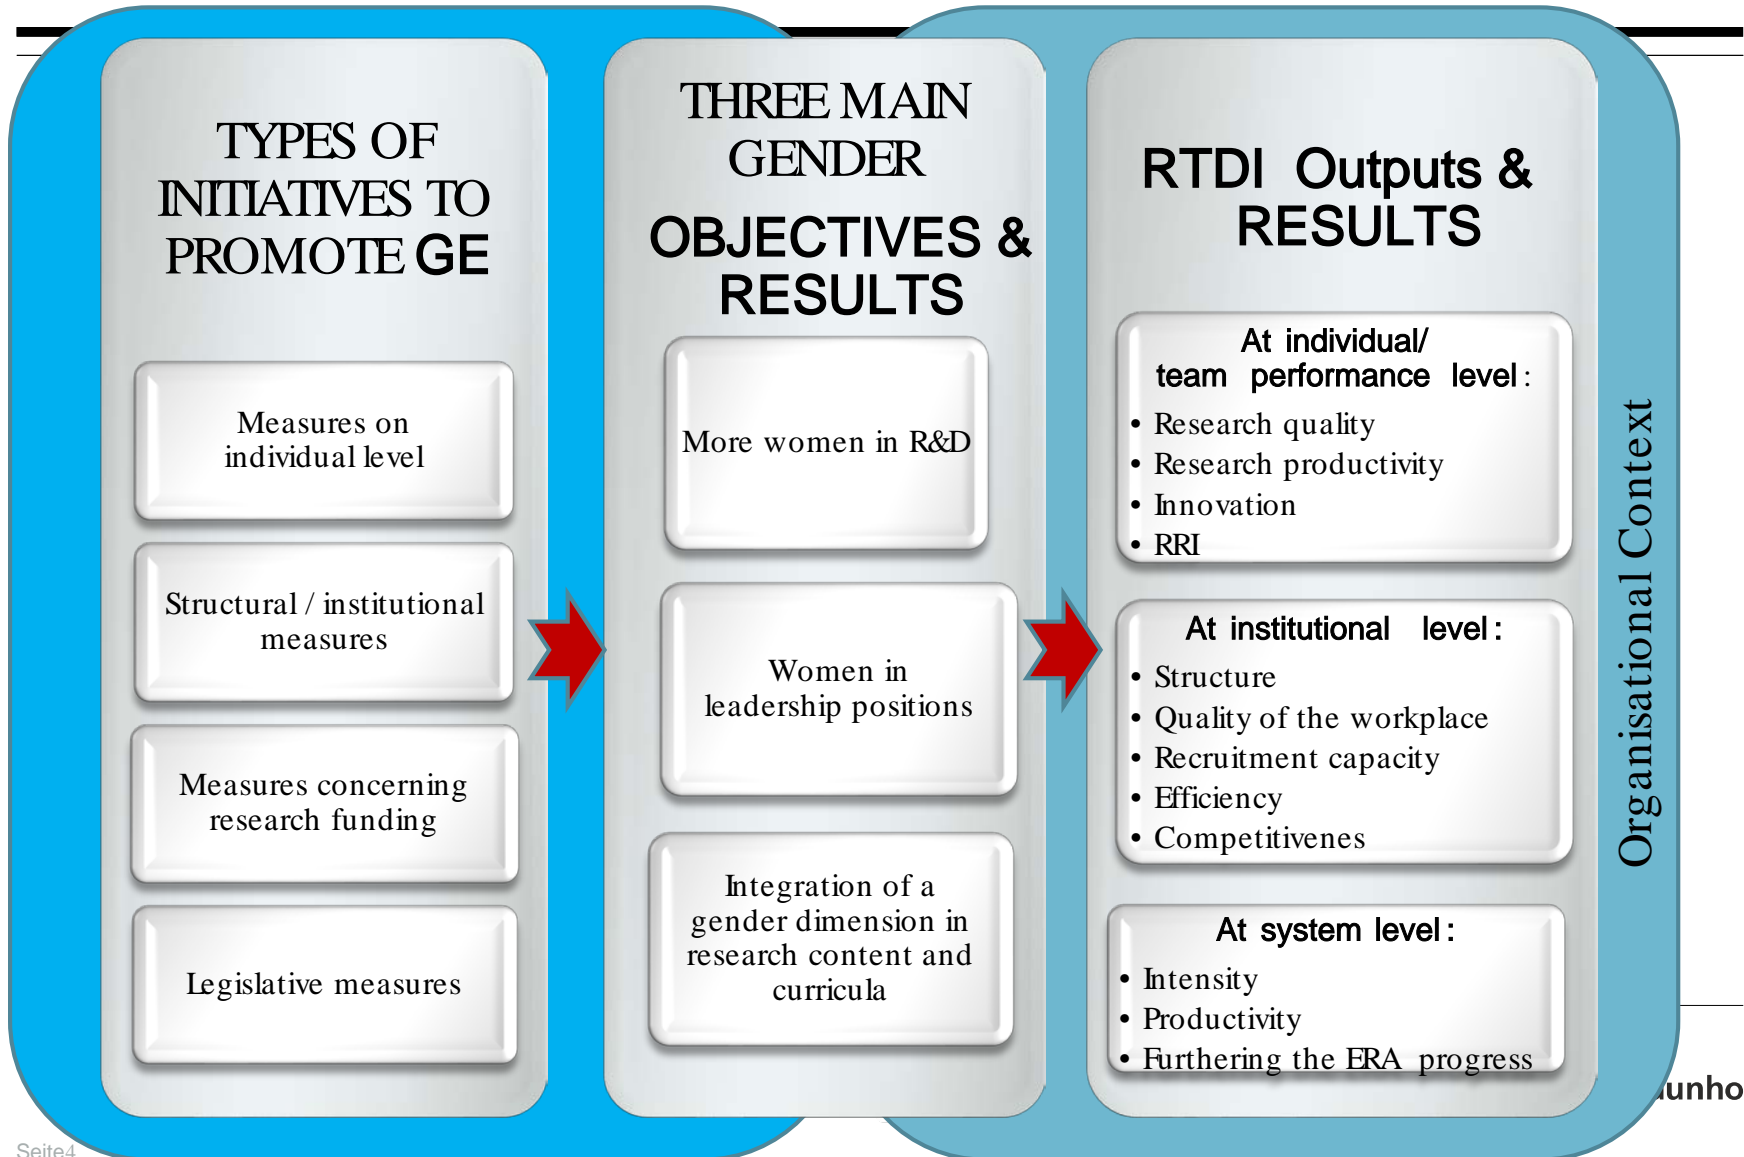 TYPES OF
INITIATIVES TO
PROMOTE GE
Measures on
individual level
Structural / institutional
measures
Measures concerning
research funding
Legislative measures
THREE MAIN
GENDER
OBJECTIVES &
RESULTS
More women in R&D
Women in
leadership positions
Integration of a
gender dimension in
research content and
curricula
RTDI Outputs &
RESULTS
At individual/
team performance level:
• Research quality
• Research productivity
• Innovation
• RRI
At institutional level:
• Structure
• Quality of the workplace
• Recruitment capacity
• Efficiency
• Competitivenes
At system level:
• Intensity
• Productivity
• Furthering the ERA progress
Organisational Context
Seite4